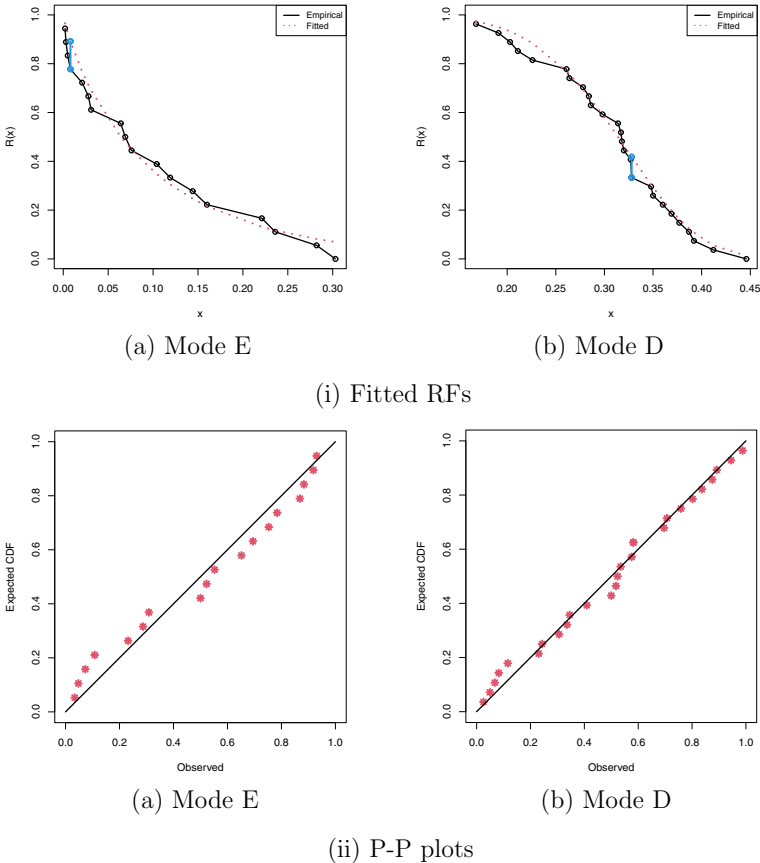 Empirical
Fitted
R(x)
1.0
0.8
0.6
0.4
0.2
0.0
0.00 0.05 0.10 0.15 0.20 0.25 0.30
x
(a) Mode E
Empirical
Fitted
R(x)
1.0
0.8
0.6
0.4
0.2
0.0
0.20 0.25 0.30 0.35 0.40 0.45
x
(b) Mode D
(i) Fitted RFs
Expected CDF
1.0
0.8
0.6
0.4
0.2
0.0
0.0 0.2 0.4 0.6 0.8 1.0
Observed
(a) Mode E
Expected CDF
1.0
0.8
0.6
0.4
0.2
0.0
0.0 0.2 0.4 0.6 0.8 1.0
Observed
(b) Mode D
(ii) P-P plots